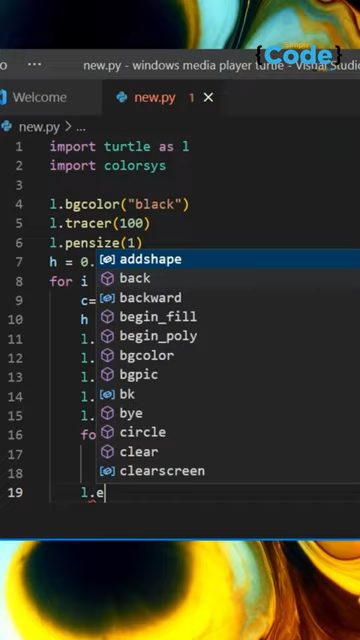 {Code}
new.py - windows media player turtle - Visual Studio
Welcome
new.py 1
new.py > ...
1 import turtle as l
2 import colorsys
3
4 l.bgcolor("black")
5 l.tracer(100)
6 l.pensize(1)
7 h = 0.
8 for i
9 c=
10 h
11 l.
12 l.
13 l.
14 l.
15 l.
16 fo
17
18
19 l.e
addshape
back
backward
begin_fill
begin_poly
bgcolor
bgpic
bk
bye
circle
clear
clearscreen